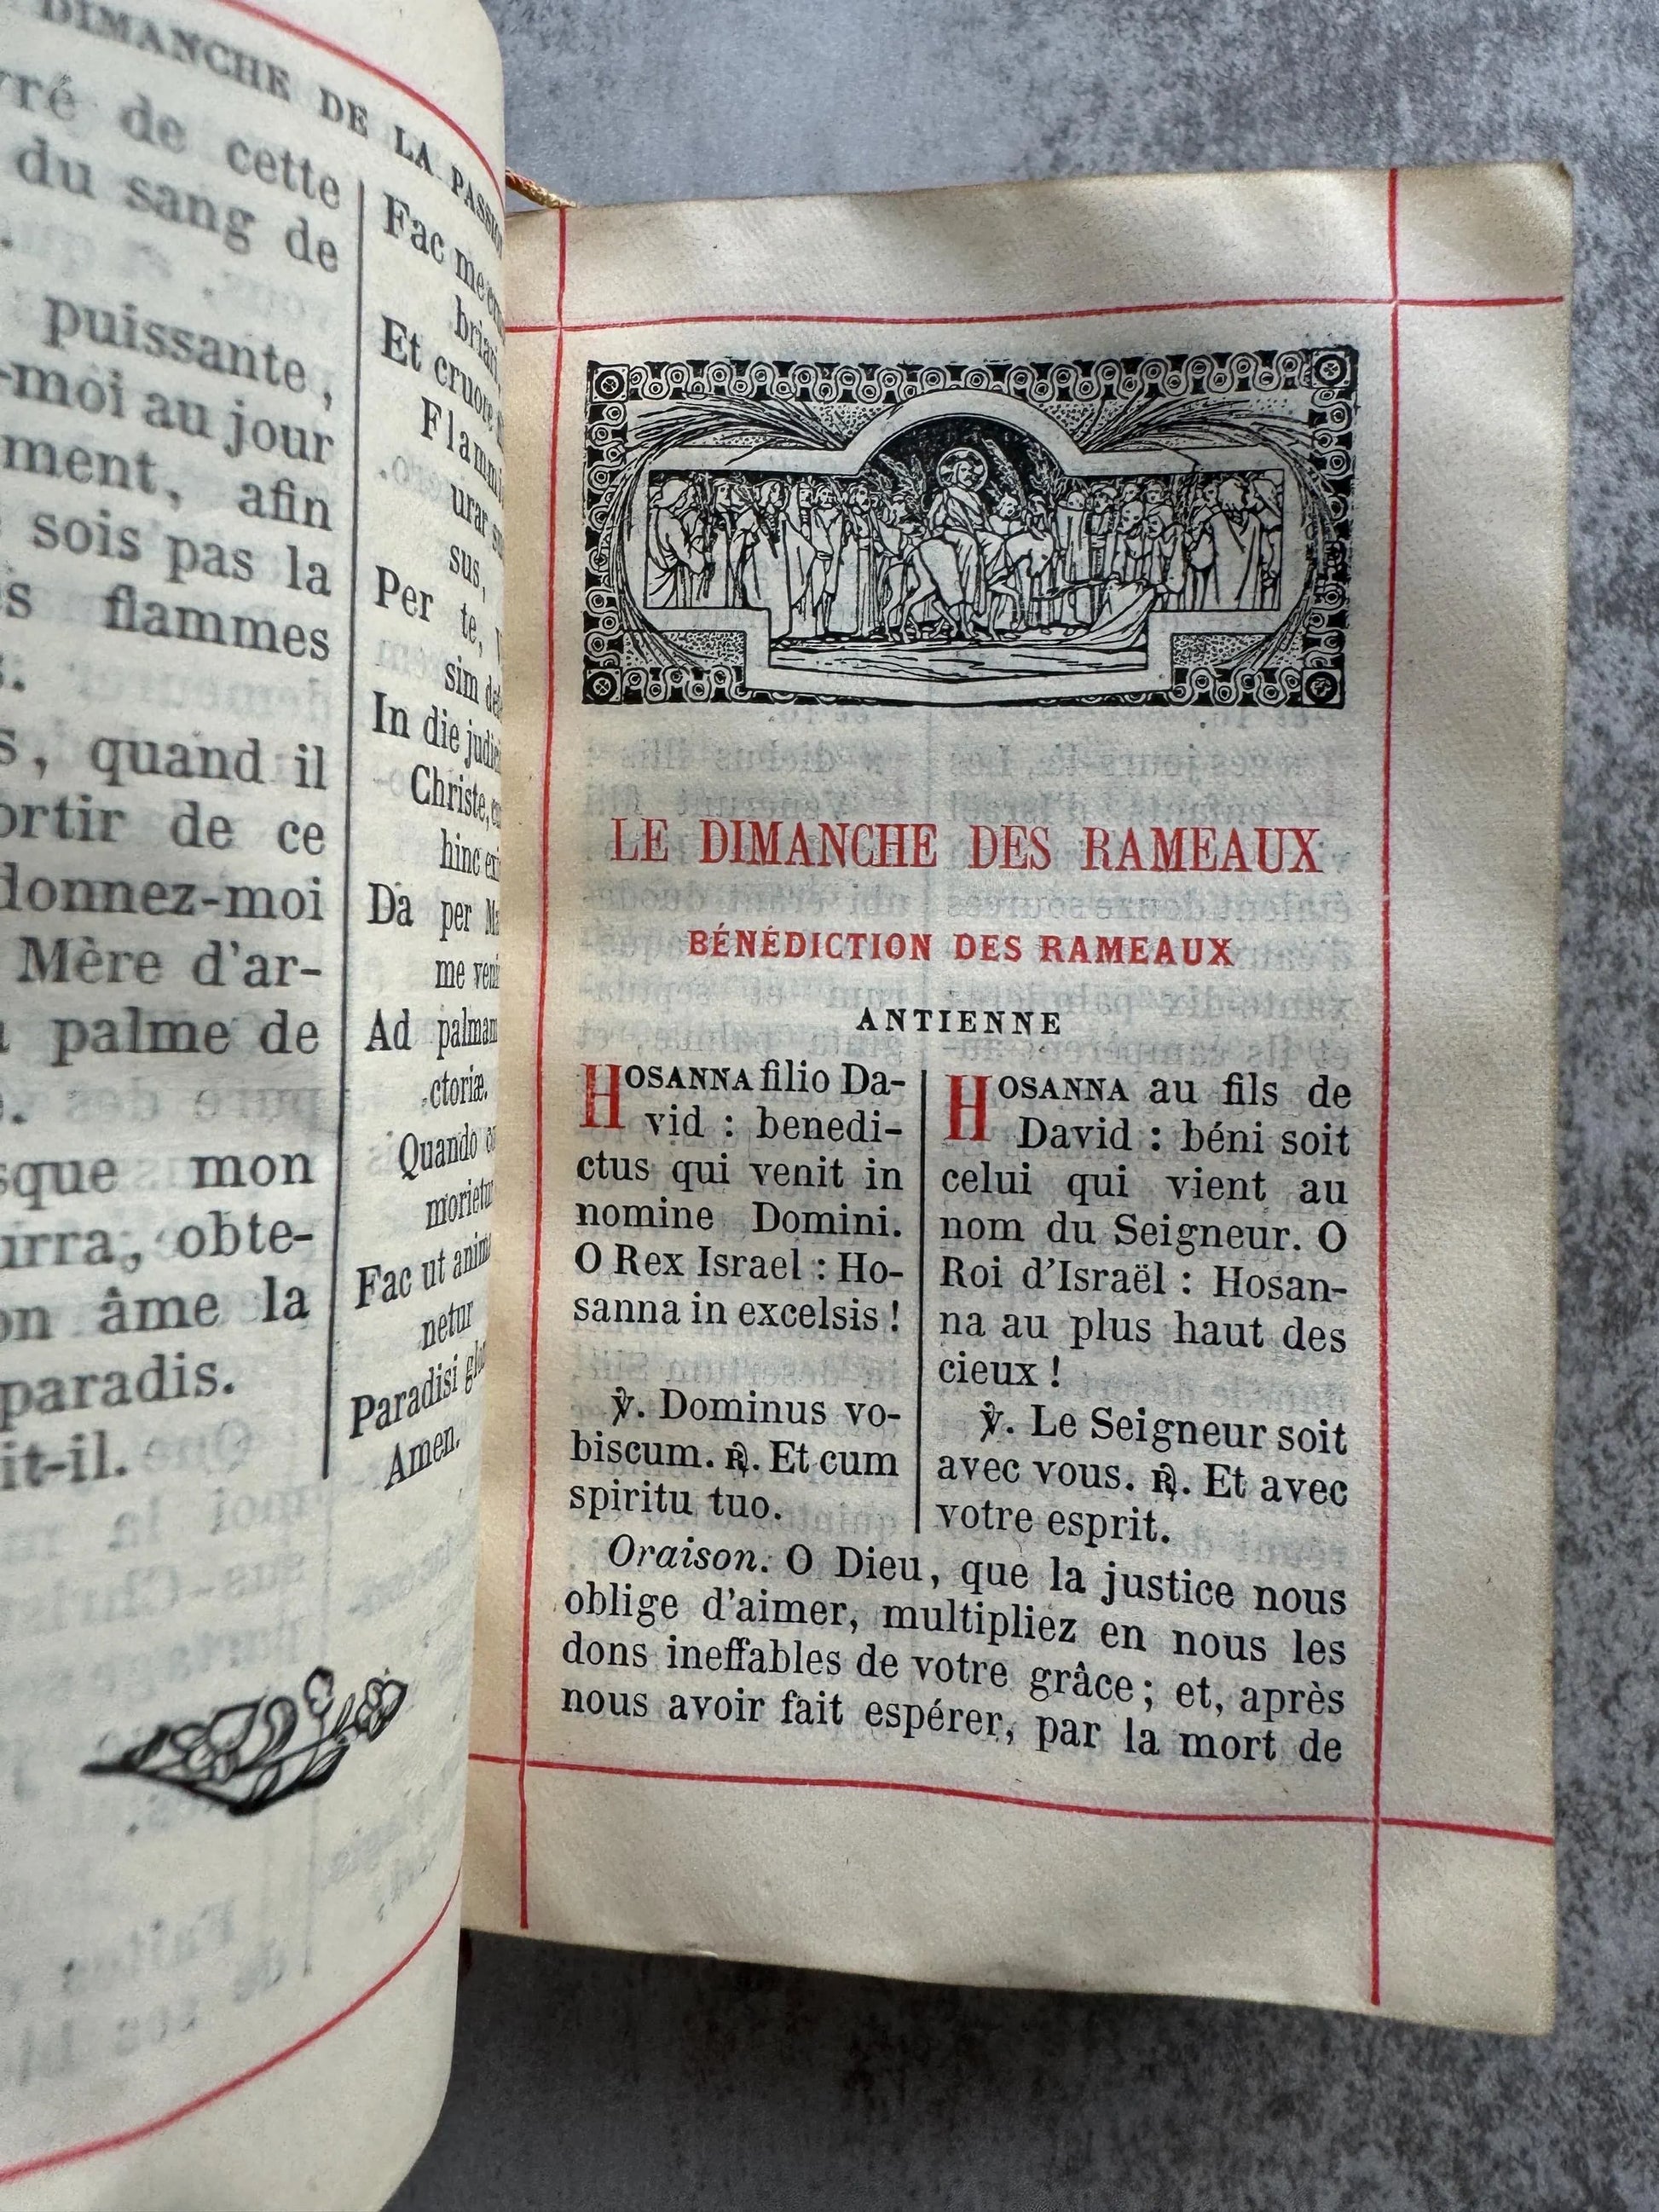 DIMANCHE DE LA PASSION
de cette
du sang de
puissante,
-moi au jour
ment, afin
sois pas la
flammes
quand il
ortir de ce
donnez-moi
Mère d'ar-
palme de
mon
obte-
âme la
paradis.
it-il.
Fac me
Et cruore
Flammi
urar
sus,
Per te,
sim
In die judi
Christe,
hinc
Da per
me veni
Ad palmam
ctoriæ.
Quando
morietu
Fac ut anim
netur
Paradisi
Amen.
LE DIMANCHE DES RAMEAUX
BÉNÉDICTION DES RAMEAUX
ANTIENNE
HOSANNA filio Da-
vid : benedi-
ctus qui venit in
nomine Domini.
O Rex Israel : Ho-
sanna in excelsis !
℣. Dominus vo-
biscum. ℟. Et cum
spiritu tuo.
HOSANNA au fils de
David : béni soit
celui qui vient au
nom du Seigneur. O
Roi d'Israël : Hosan-
na au plus haut des
cieux !
℣. Le Seigneur soit
avec vous. ℟. Et avec
votre esprit.
Oraison. O Dieu, que la justice nous
oblige d'aimer, multipliez en nous les
dons ineffables de votre grâce ; et, après
nous avoir fait espérer, par la mort de